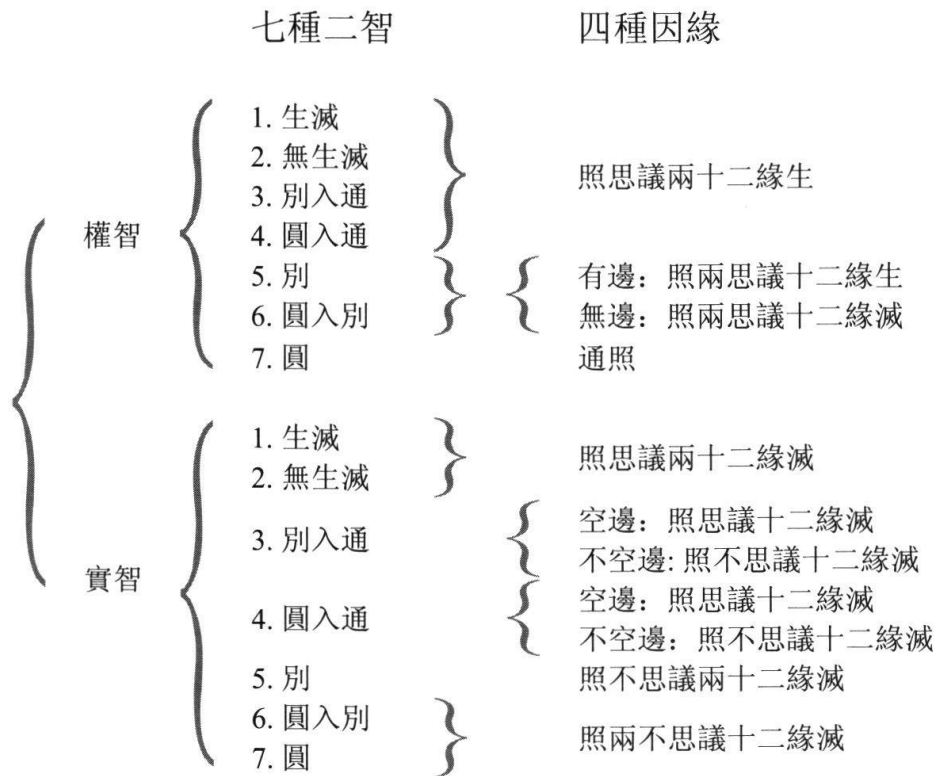 七種二智 四種因緣
1. 生滅
2. 無生滅
照思議兩十二緣生
3. 別入通
權智
4. 圓入通
5. 別 有邊：照兩思議十二緣生
6. 圓入別 無邊：照兩思議十二緣滅
7. 圓 通照
1. 生滅
照思議兩十二緣滅
2. 無生滅
空邊：照思議十二緣滅
3. 別入通
不空邊: 照不思議十二緣滅
實智
空邊：照思議十二緣滅
4. 圓入通
不空邊：照不思議十二緣滅
5. 別 照不思議兩十二緣滅
6. 圓入別
照兩不思議十二緣滅
7. 圓